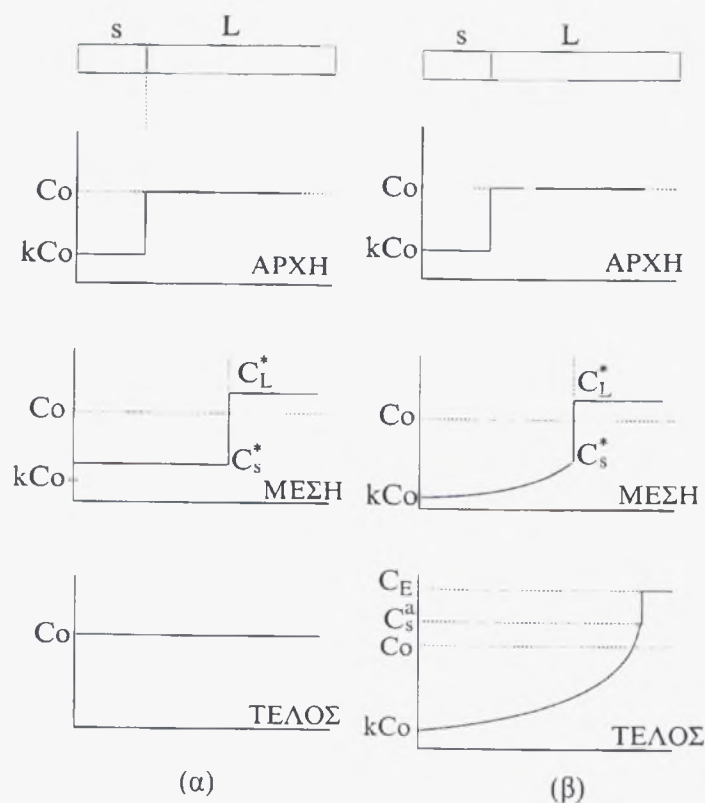 s L
s L
Co
kCo
ΑΡΧΗ
Co
kCo
ΑΡΧΗ
C*L
Co
C*s
kCo
ΜΕΣΗ
C*L
Co
C*s
kCo
ΜΕΣΗ
Co
ΤΕΛΟΣ
CE
Cas
Co
kCo
ΤΕΛΟΣ
(α)
(β)